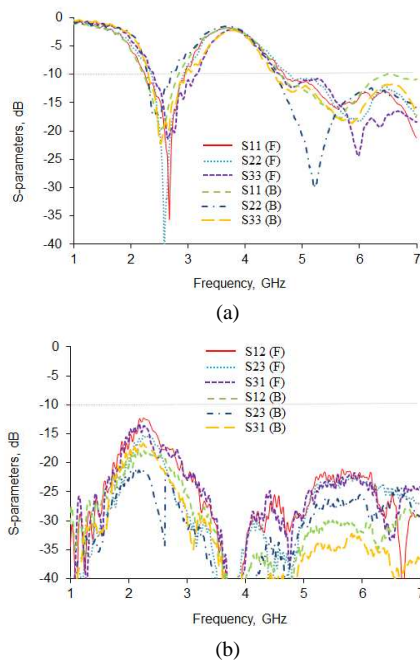 0
-5
-10
-15
-20
-25
-30
-35
-40
S-parameters, dB
S11 (F)
S22 (F)
S33 (F)
S11 (B)
S22 (B)
S33 (B)
1 2 3 4 5 6 7
Frequency, GHz
(a)
0
-5
-10
-15
-20
-25
-30
-35
-40
S-parameters, dB
S12 (F)
S23 (F)
S31 (F)
S12 (B)
S23 (B)
S31 (B)
1 2 3 4 5 6 7
Frequency, GHz
(b)